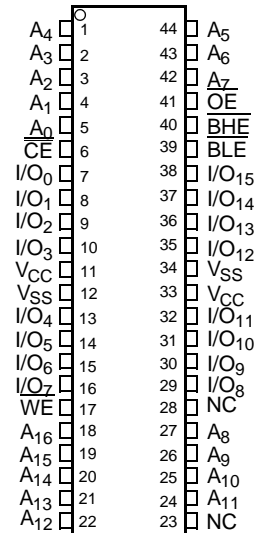 A4 1 44 A5
A3 2 43 A6
A2 3 42 A7
A1 4 41 OE
A0 5 40 BHE
CE 6 39 BLE
I/O0 7 38 I/O15
I/O1 8 37 I/O14
I/O2 9 36 I/O13
I/O3 10 35 I/O12
VCC 11 34 VSS
VSS 12 33 VCC
I/O4 13 32 I/O11
I/O5 14 31 I/O10
I/O6 15 30 I/O9
I/O7 16 29 I/O8
WE 17 28 NC
A16 18 27 A8
A15 19 26 A9
A14 20 25 A10
A13 21 24 A11
A12 22 23 NC